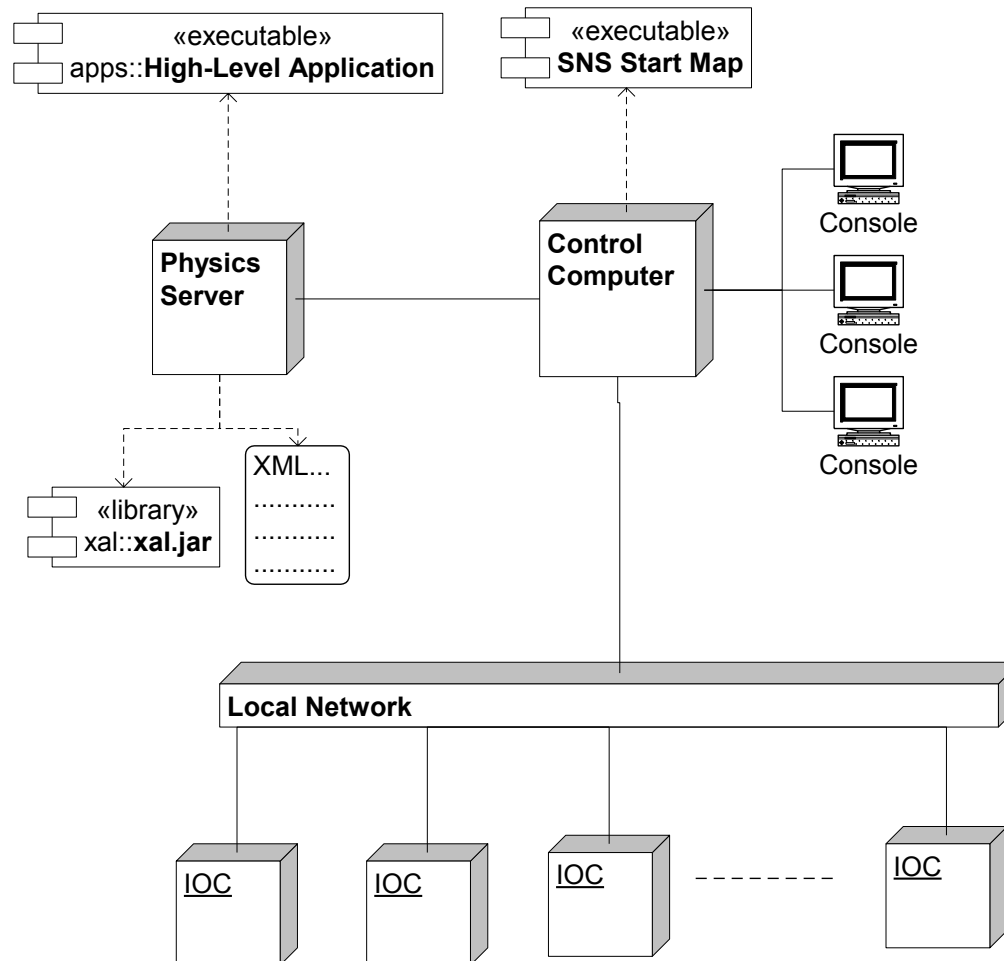 «executable»
apps::High-Level Application
«executable»
SNS Start Map
Console
Console
Console
Physics
Server
Control
Computer
«library»
xal::xal.jar
XML...
...........
...........
...........
Local Network
IOC
IOC
IOC
IOC